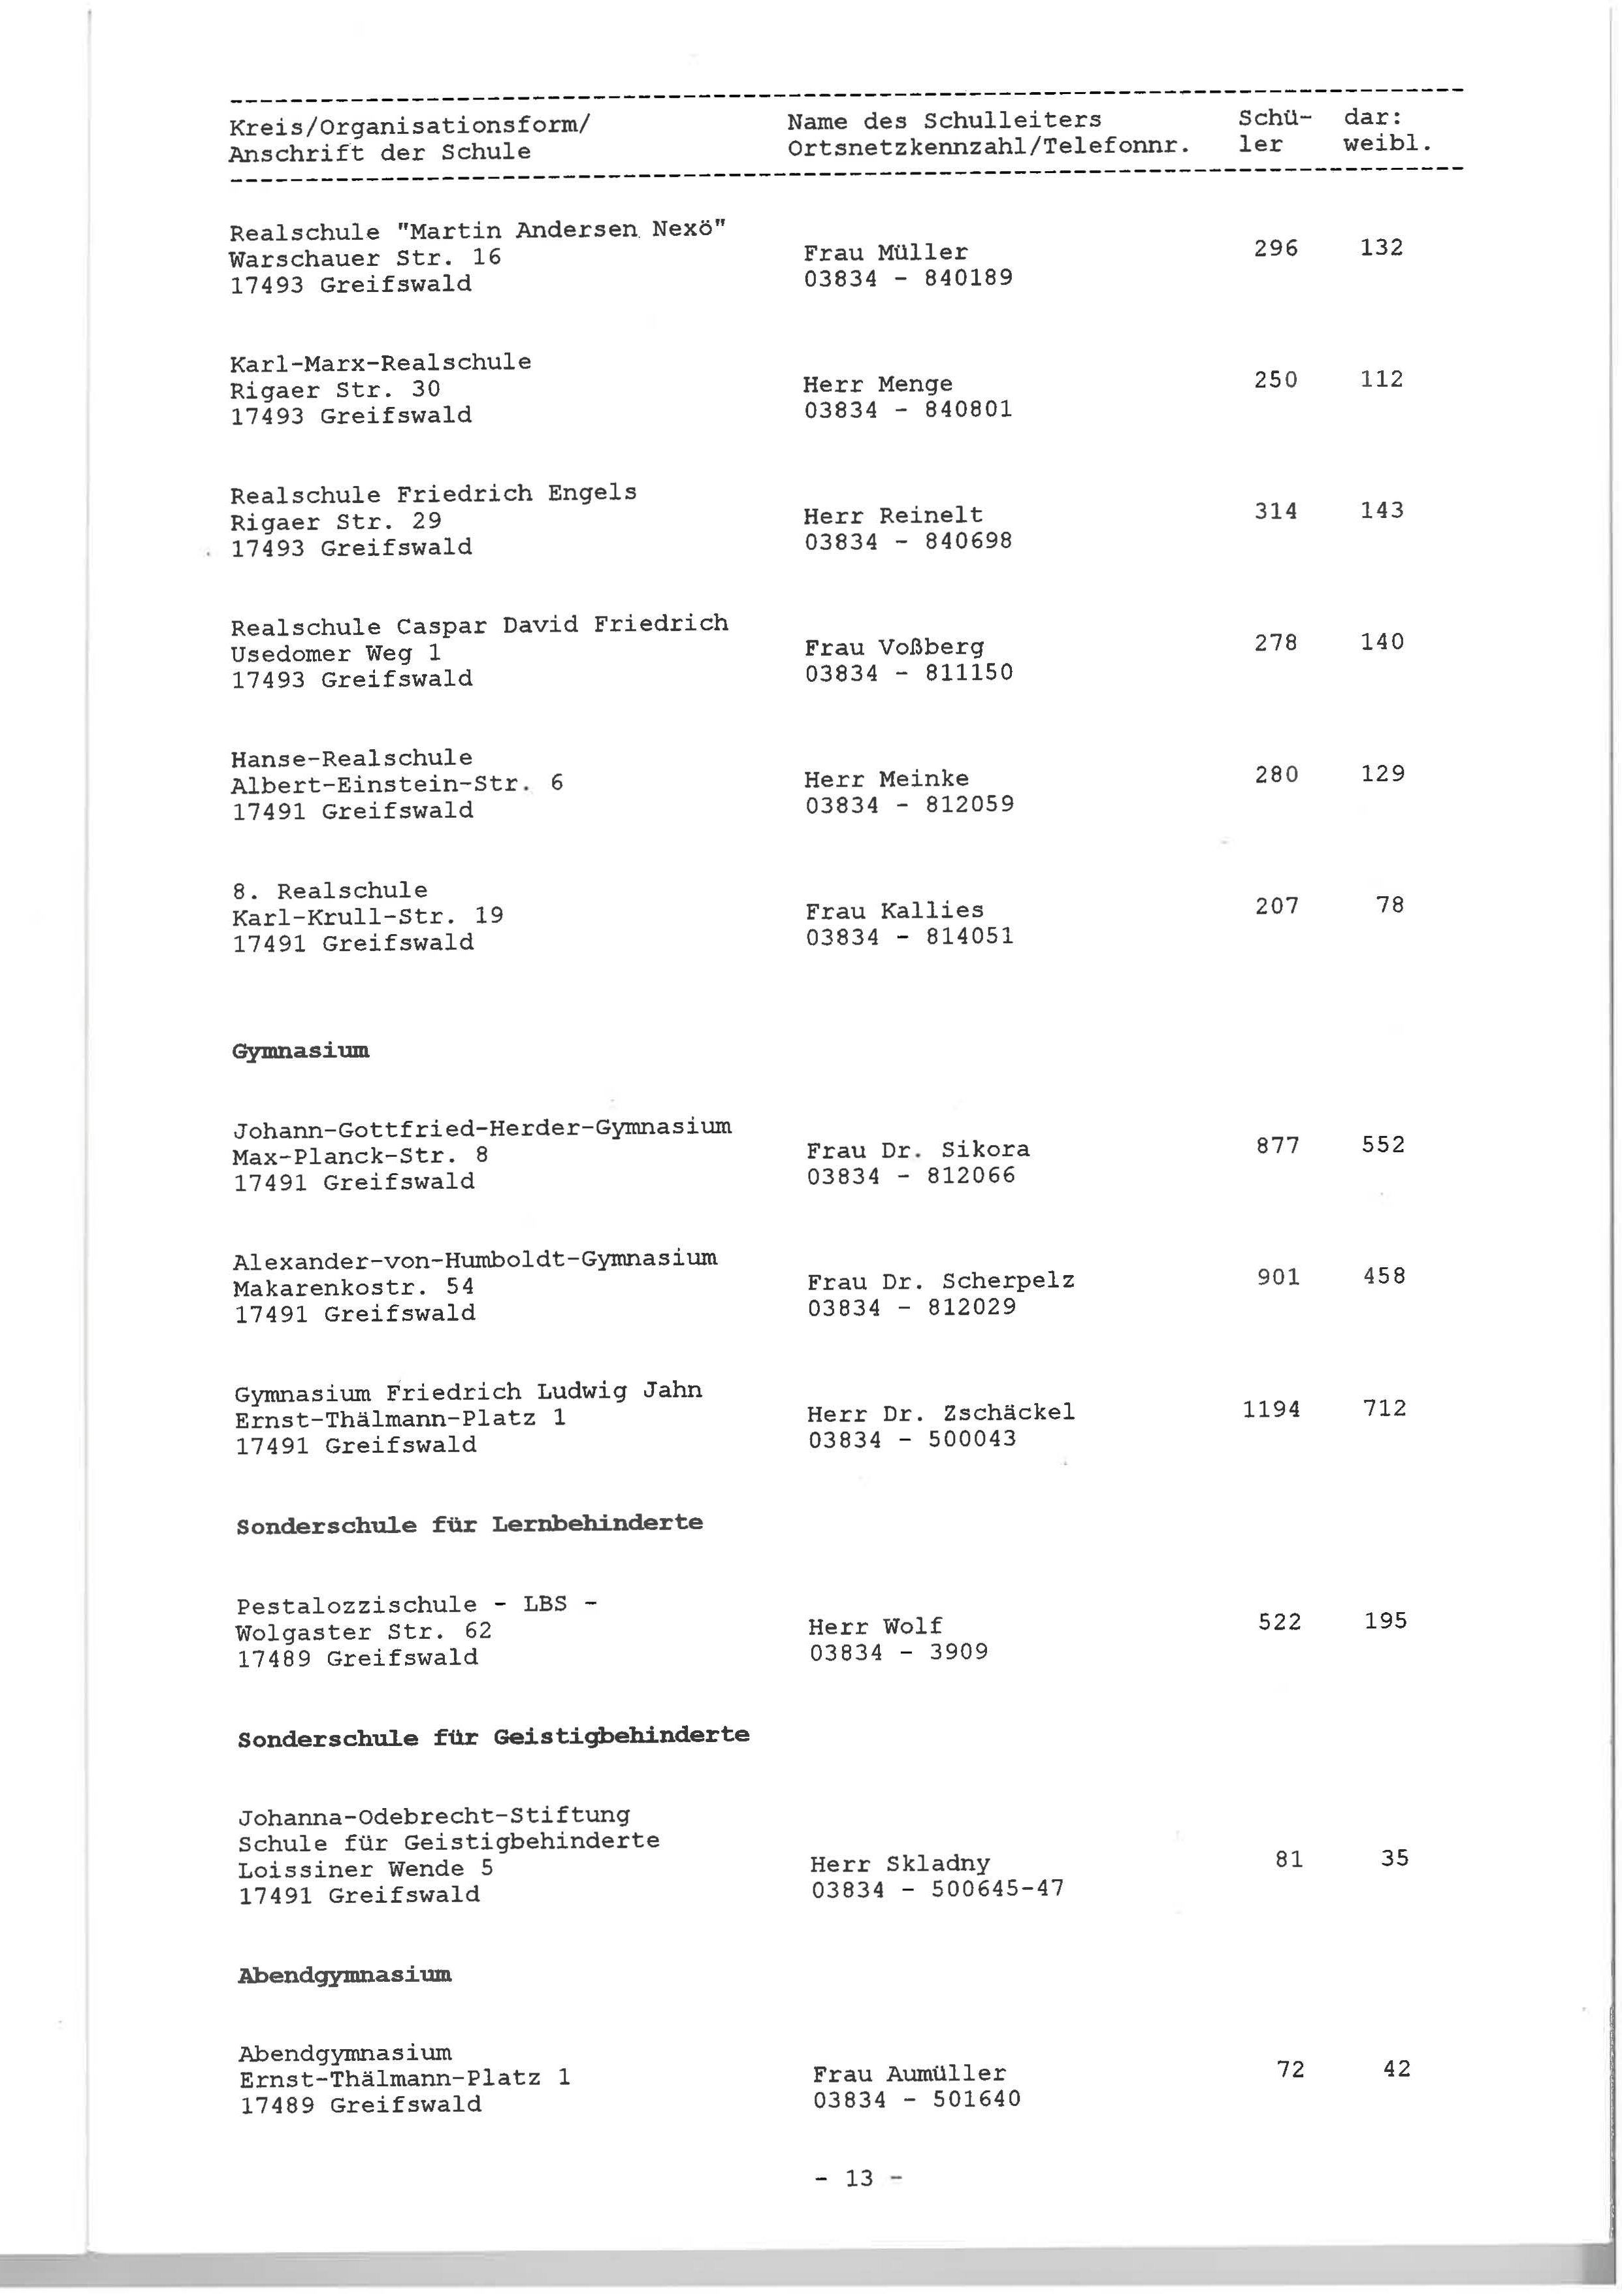 Kreis/Organisationsform/ Name des Schulleiters Schü- dar:
Anschrift der Schule Ortsnetzkennzahl/Telefonnr. ler weibl.
Realschule "Martin Andersen Nexö"
Warschauer Str. 16 Frau Müller 296 132
17493 Greifswald 03834 - 840189
Karl-Marx-Realschule
Rigaer Str. 30 Herr Menge 250 112
17493 Greifswald 03834 - 840801
Realschule Friedrich Engels
Rigaer Str. 29 Herr Reinelt 314 143
17493 Greifswald 03834 - 840698
Realschule Caspar David Friedrich
Usedomer Weg 1 Frau Voßberg 278 140
17493 Greifswald 03834 - 811150
Hanse-Realschule
Albert-Einstein-Str. 6 Herr Meinke 280 129
17491 Greifswald 03834 - 812059
8. Realschule
Karl-Krull-Str. 19 Frau Kallies 207 78
17491 Greifswald 03834 - 814051
Gymnasium
Johann-Gottfried-Herder-Gymnasium
Max-Planck-Str. 8 Frau Dr. Sikora 877 552
17491 Greifswald 03834 - 812066
Alexander-von-Humboldt-Gymnasium
Makarenkostr. 54 Frau Dr. Scherpelz 901 458
17491 Greifswald 03834 - 812029
Gymnasium Friedrich Ludwig Jahn
Ernst-Thälmann-Platz 1 Herr Dr. Zschäckel 1194 712
17491 Greifswald 03834 - 500043
Sonderschule für Lernbehinderte
Pestalozzischule - LBS -
Wolgaster Str. 62 Herr Wolf 522 195
17489 Greifswald 03834 - 3909
Sonderschule für Geistigbehinderte
Johanna-Odebrecht-Stiftung
Schule für Geistigbehinderte
Loissiner Wende 5 Herr Skladny 81 35
17491 Greifswald 03834 - 500645-47
Abendgymnasium
Abendgymnasium
Ernst-Thälmann-Platz 1 Frau Aumüller 72 42
17489 Greifswald 03834 - 501640
- 13 -